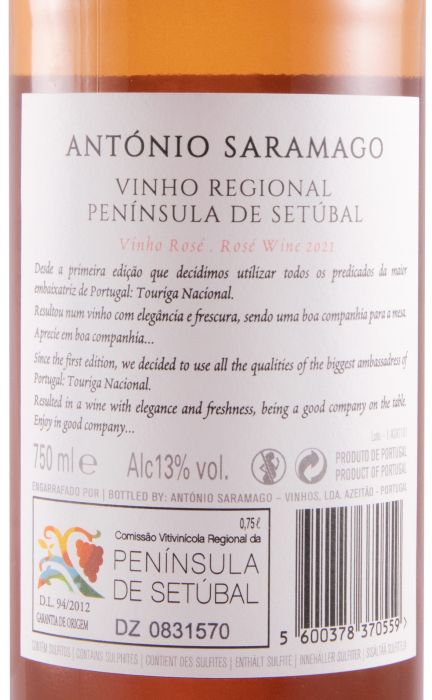 ANTÓNIO SARAMAGO
VINHO REGIONAL
PENÍNSULA DE SETÚBAL
Vinho Rosé . Rosé Wine 2021
Desde a primeira edição que decidimos utilizar todos os predicados da maior
embaixatriz de Portugal: Touriga Nacional.
Resultou num vinho com elegância e frescura, sendo uma boa companhia para a mesa.
Aprecie em boa companhia...
Since the first edition, we decided to use all the qualities of the biggest ambassadress of
Portugal: Touriga Nacional.
Resulted in a wine with elegance and freshness, being a good company on the table.
Enjoy in good company...
750 ml e Alc13% vol.
PRODUTO DE PORTUGAL
PRODUCT OF PORTUGAL
ENGARRAFADO POR | BOTTLED BY: ANTÓNIO SARAMAGO – VINHOS, LDA. AZEITÃO - PORTUGAL
0,75 ℓ
Comissão Vitivinícola Regional da
PENÍNSULA
DE SETÚBAL
D.L. 94/2012
GARANTIA DE ORIGEM
DZ 0831570
5 600378 370559
CONTÉM SULFITOS | CONTAINS SULPHITES | CONTIENT DES SULFITES | ENTHÄLT SULFITE | INNEHALLER SULFITER | SISÄLTÄÄ SULFIITTEJA